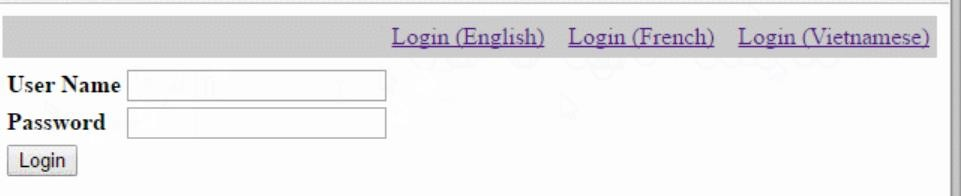 Login (English) Login (French) Login (Vietnamese)
User Name
Password
Login